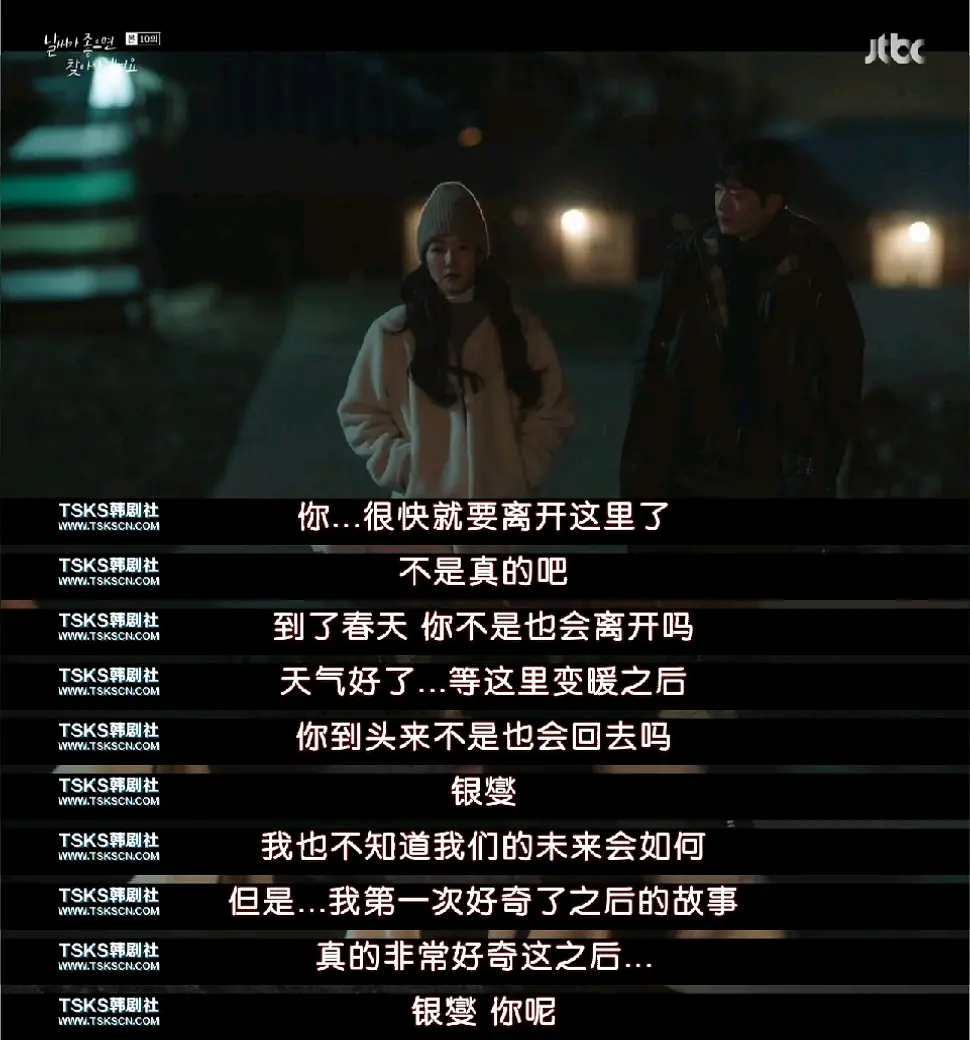 날씨가 좋으면 본 10회
찾아가겠어요
jtbc
TSKS韩剧社
WWW.TSKSCN.COM
你...很快就要离开这里了
TSKS韩剧社
WWW.TSKSCN.COM
不是真的吧
TSKS韩剧社
WWW.TSKSCN.COM
到了春天 你不是也会离开吗
TSKS韩剧社
WWW.TSKSCN.COM
天气好了...等这里变暖之后
TSKS韩剧社
WWW.TSKSCN.COM
你到头来不是也会回去吗
TSKS韩剧社
WWW.TSKSCN.COM
银燮
TSKS韩剧社
WWW.TSKSCN.COM
我也不知道我们的未来会如何
TSKS韩剧社
WWW.TSKSCN.COM
但是...我第一次好奇了之后的故事
TSKS韩剧社
WWW.TSKSCN.COM
真的非常好奇这之后...
TSKS韩剧社
WWW.TSKSCN.COM
银燮 你呢